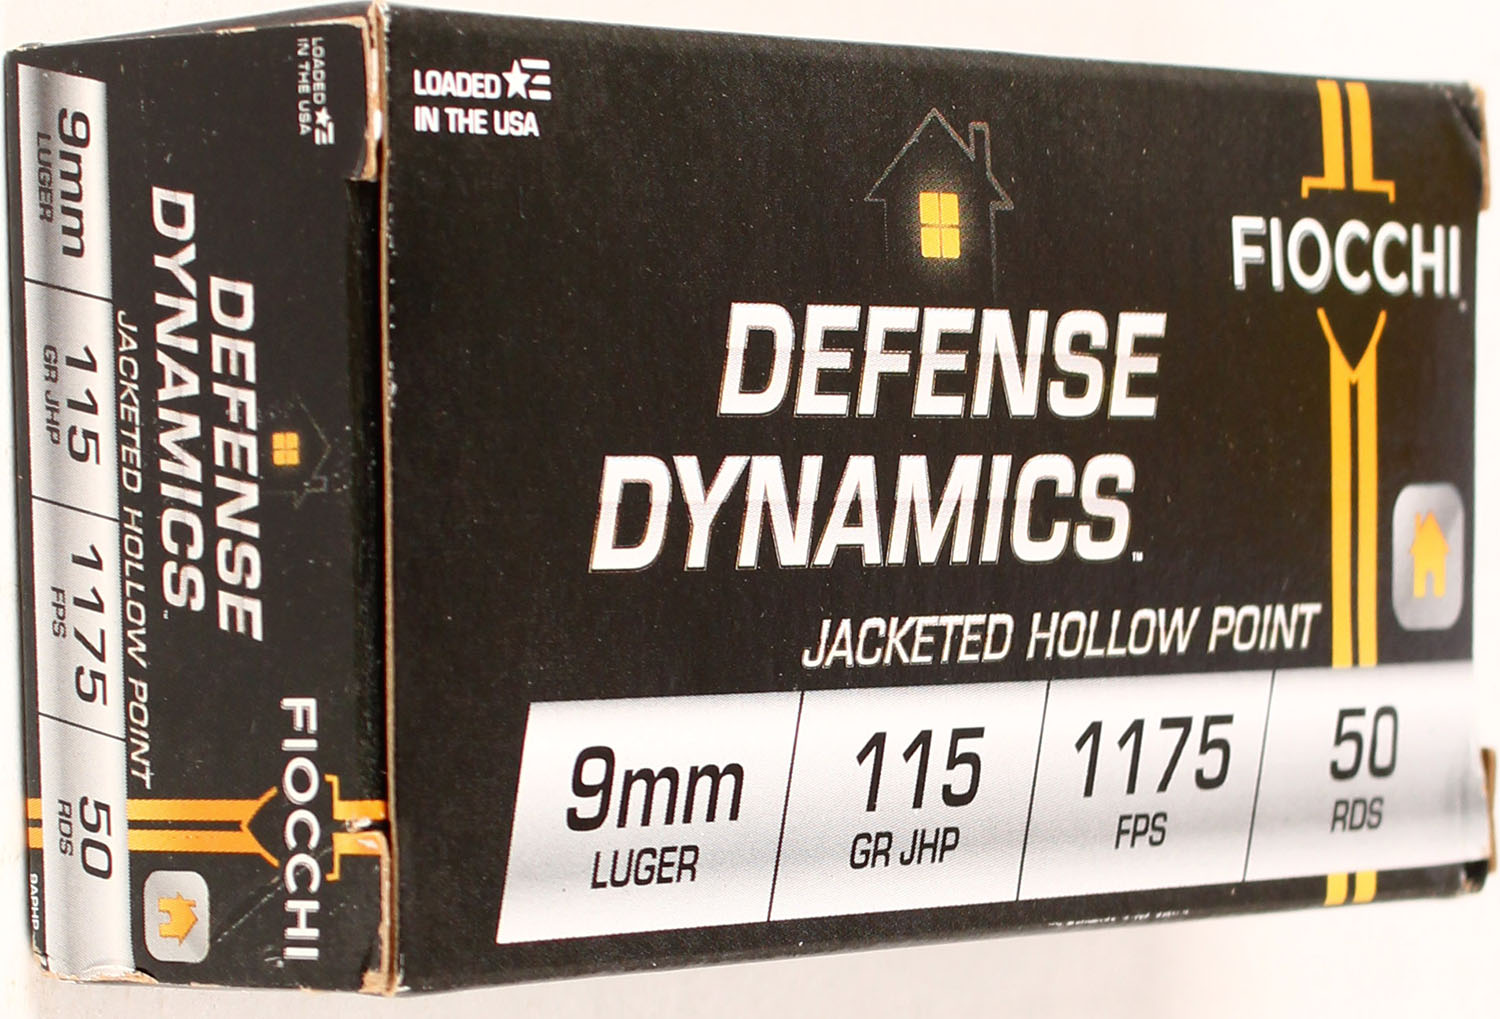 LOADED
IN THE USA
FIOCCHI
DEFENSE
DYNAMICS™
JACKETED HOLLOW POINT
9mm
LUGER
115
GR JHP
1175
FPS
50
RDS
LOADED
IN THE USA
DEFENSE
DYNAMICS
JACKETED HOLLOW POINT
FIOCCHI
9mm
LUGER
115
GR JHP
1175
FPS
50
RDS